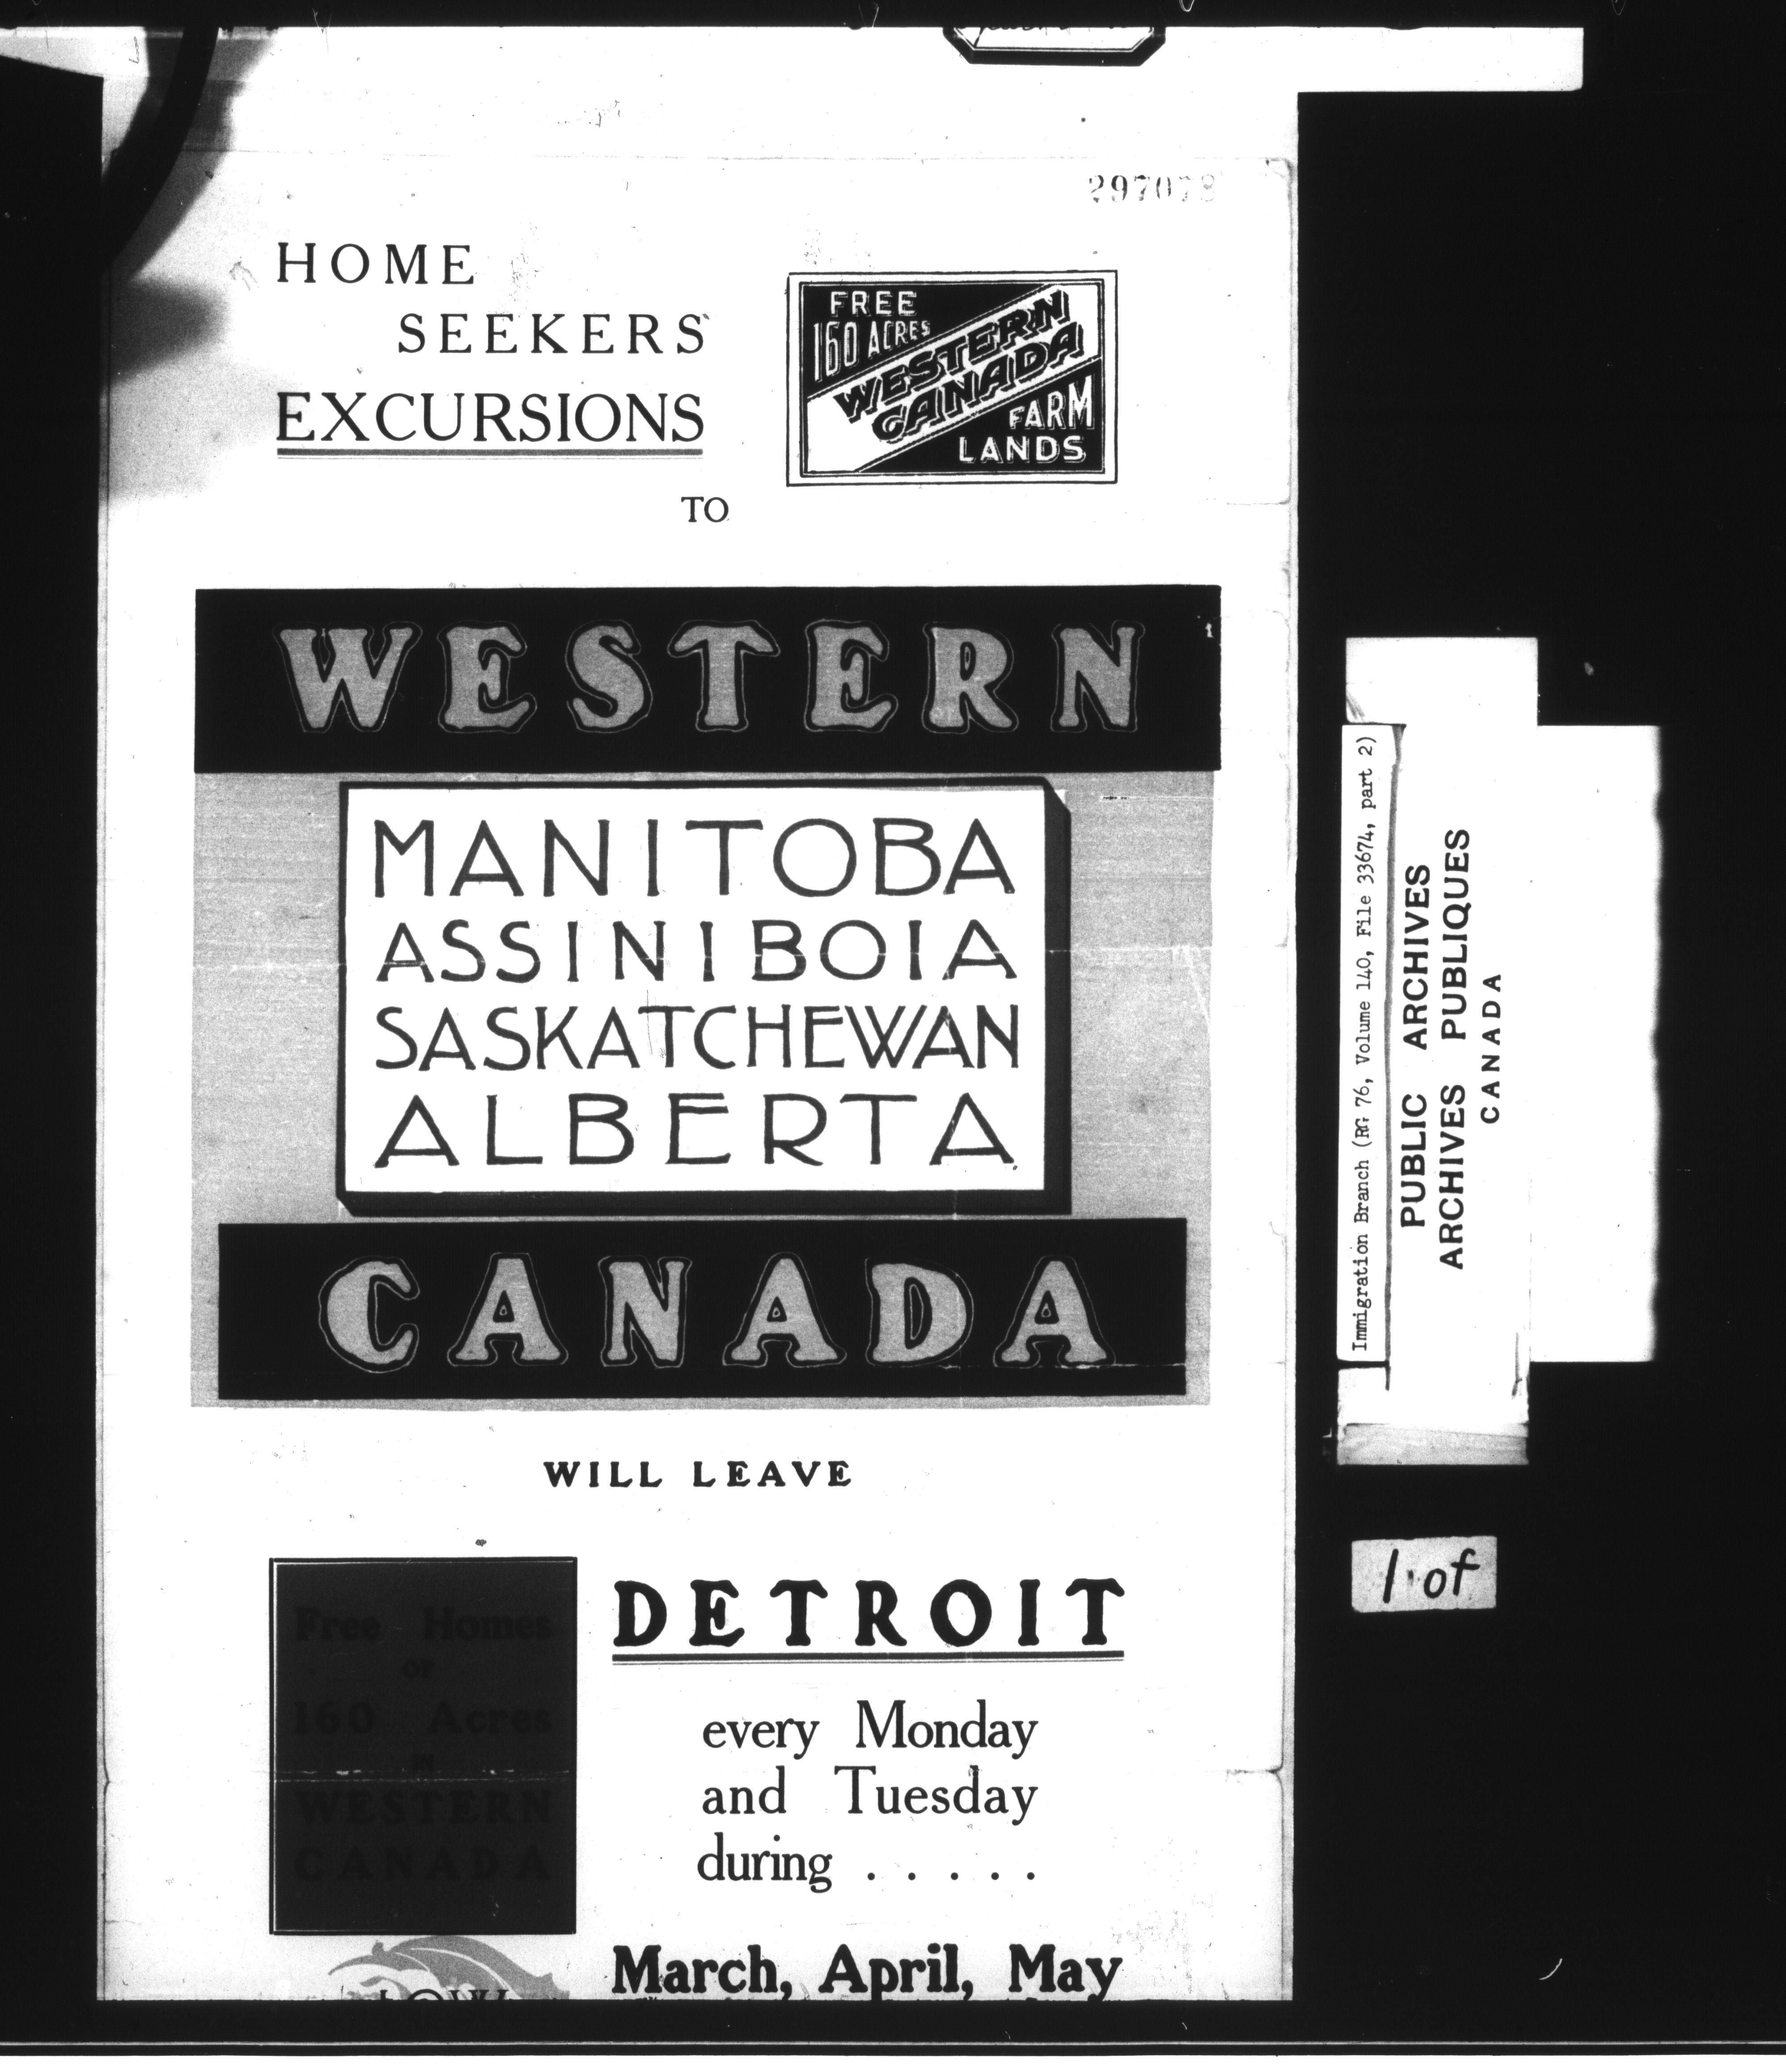 297078
HOME
SEEKERS'
EXCURSIONS
TO
FREE
160 ACRES
WESTERN
CANADA
FARM
LANDS
WESTERN
MANITOBA
ASSINIBOIA
SASKATCHEWAN
ALBERTA
CANADA
WILL LEAVE
Free Homes
OF
160 Acres
IN
WESTERN
CANADA
DETROIT
every Monday
and Tuesday
during . . . . .
March, April, May
Immigration Branch (RG 76, Volume 140, File 33674, part 2)
PUBLIC ARCHIVES
ARCHIVES PUBLIQUES
CANADA
1 of